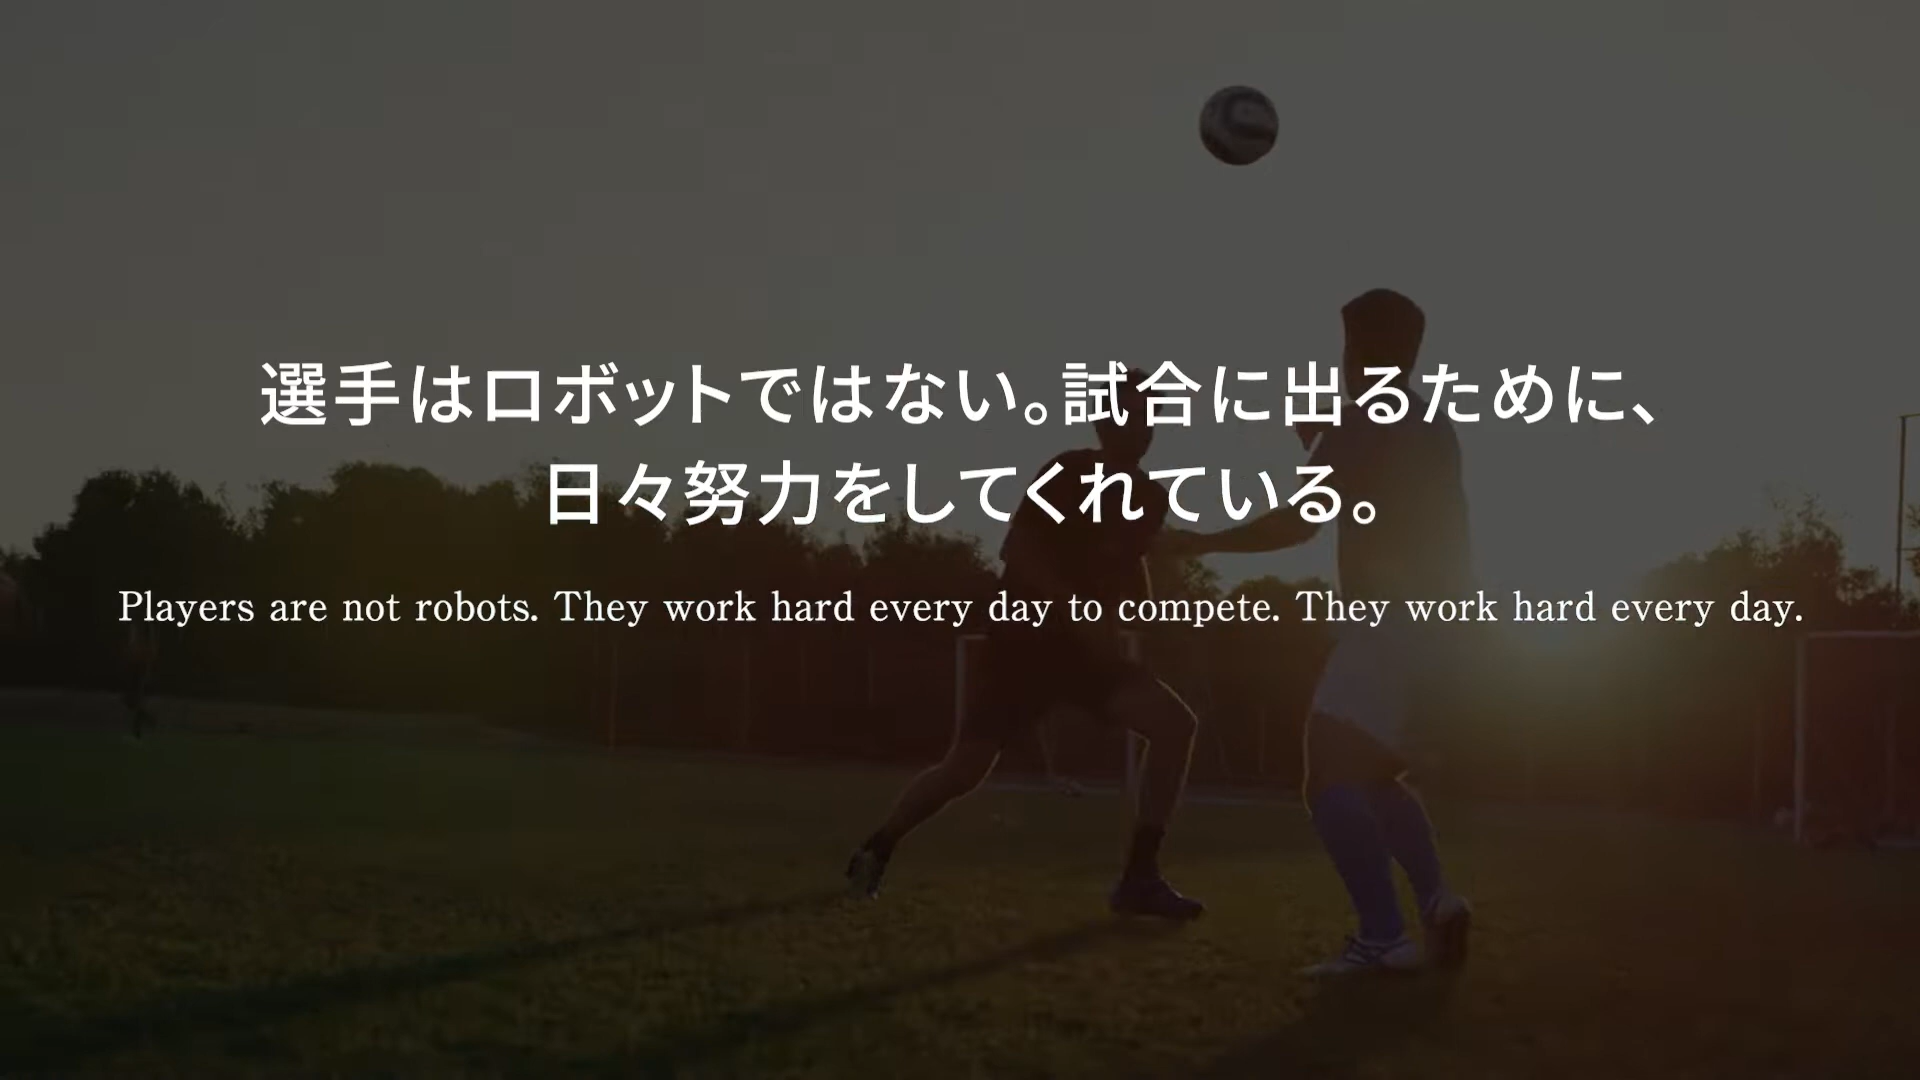 選手はロボットではない。試合に出るために、
日々努力をしてくれている。
Players are not robots. They work hard every day to compete. They work hard every day.